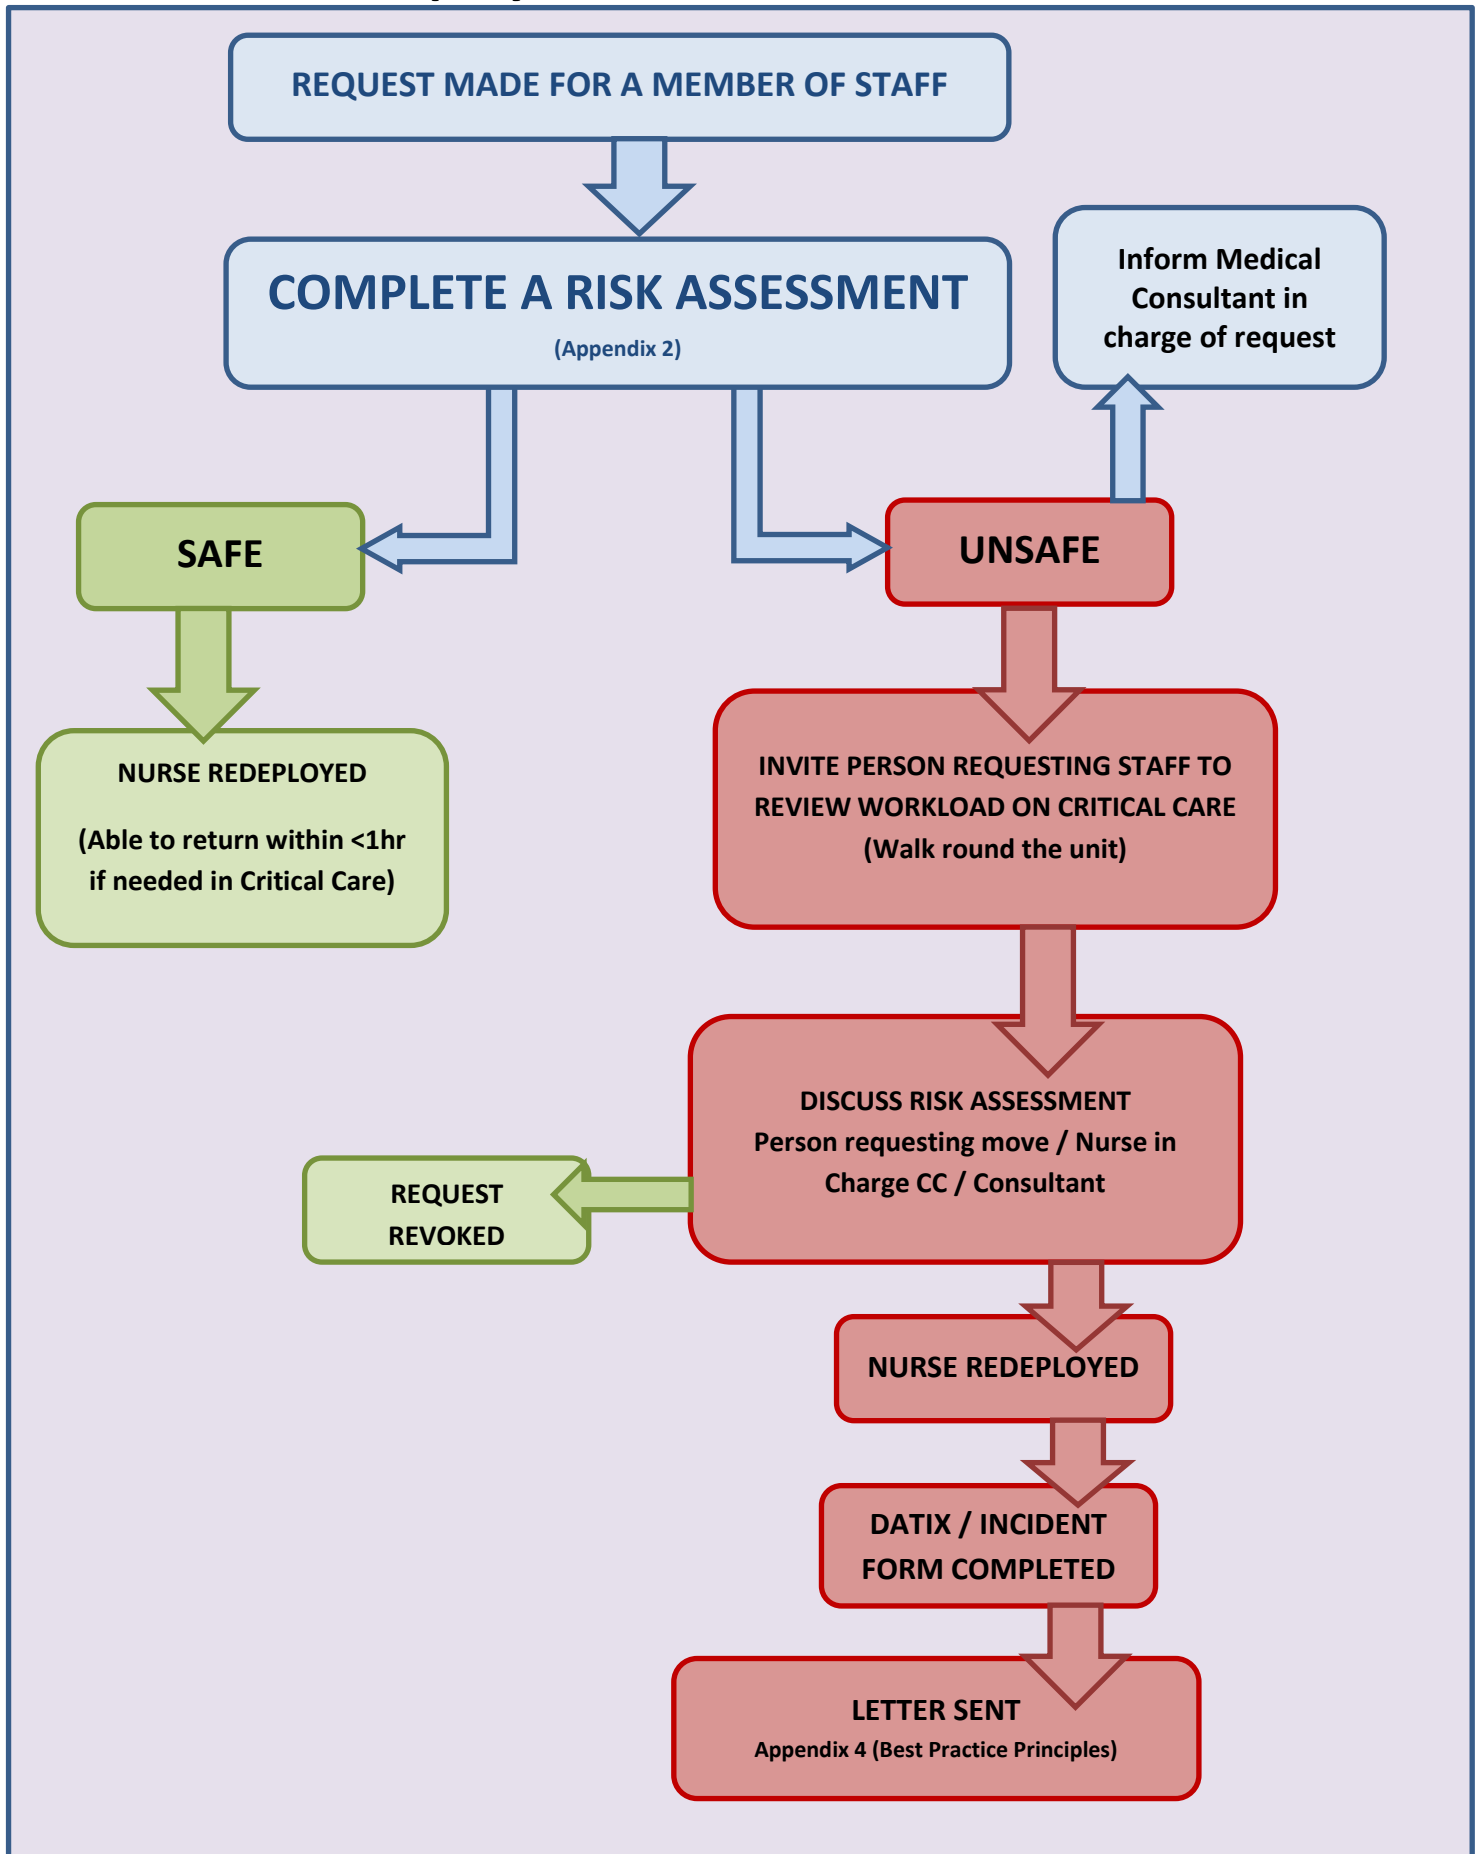 REQUEST MADE FOR A MEMBER OF STAFF
COMPLETE A RISK ASSESSMENT
(Appendix 2)
Inform Medical
Consultant in
charge of request
SAFE
UNSAFE
NURSE REDEPLOYED
(Able to return within <1hr
if needed in Critical Care)
INVITE PERSON REQUESTING STAFF TO
REVIEW WORKLOAD ON CRITICAL CARE
(Walk round the unit)
DISCUSS RISK ASSESSMENT
Person requesting move / Nurse in
Charge CC / Consultant
REQUEST
REVOKED
NURSE REDEPLOYED
DATIX / INCIDENT
FORM COMPLETED
LETTER SENT
Appendix 4 (Best Practice Principles)